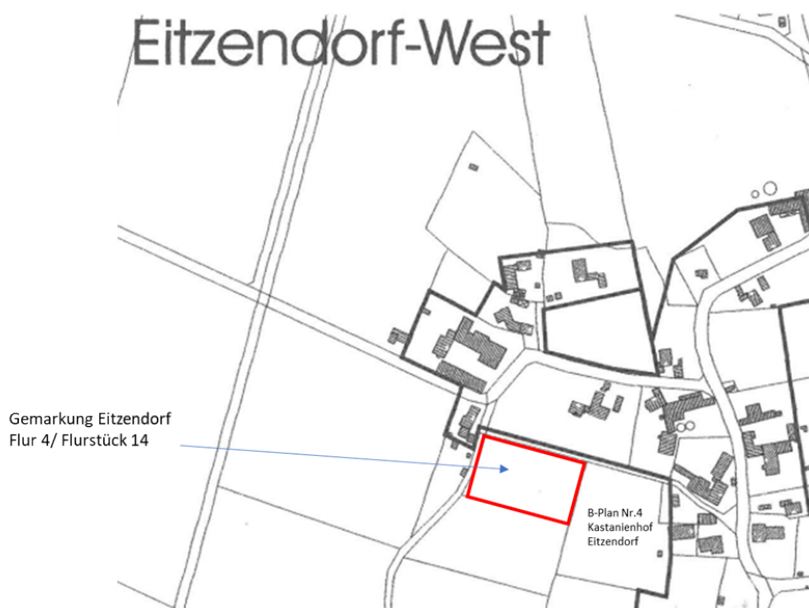 Eitzendorf-West
Gemarkung Eitzendorf
Flur 4/ Flurstück 14
B-Plan Nr.4
Kastanienhof
Eitzendorf